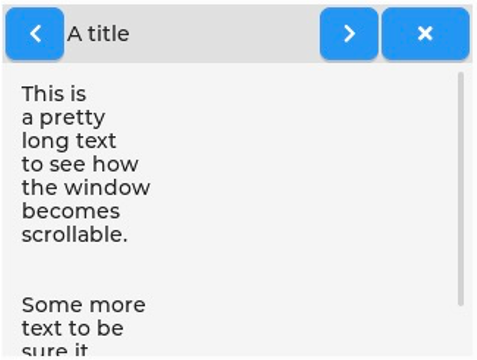 A title
This is
a pretty
long text
to see how
the window
becomes
scrollable.
Some more
text to be
sure it